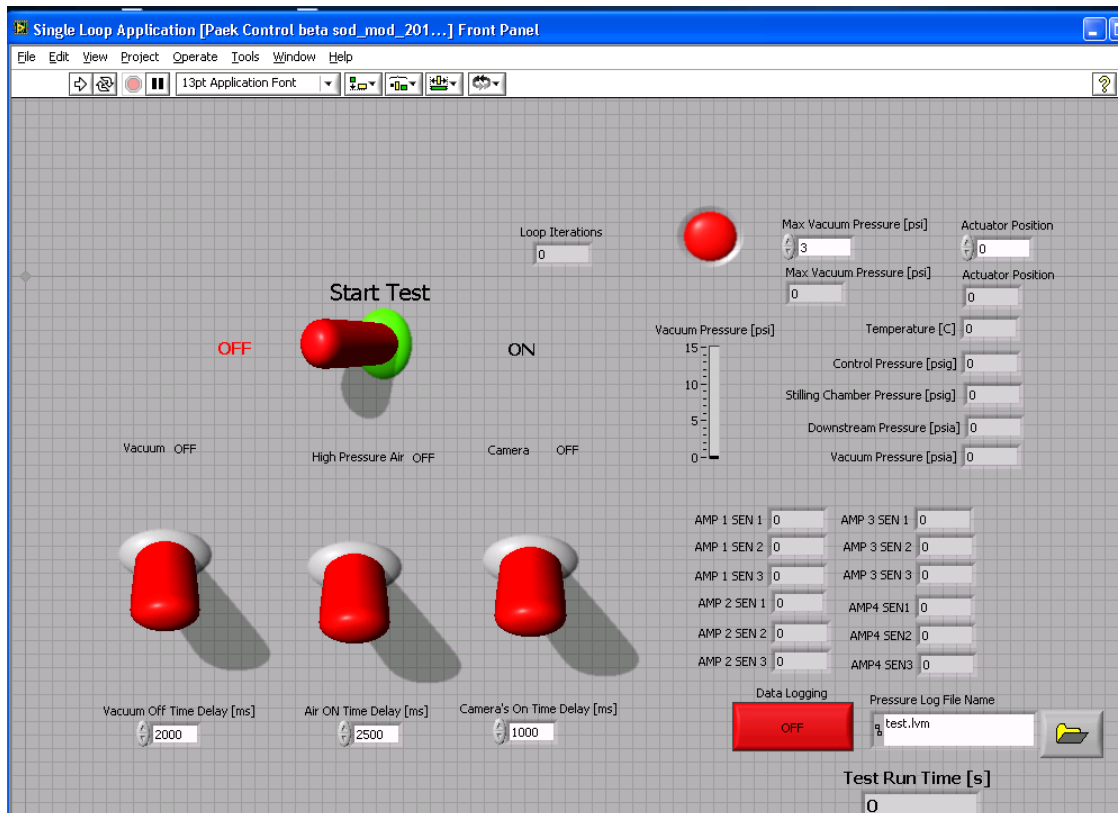 Single Loop Application [Paek Control beta sod_mod_201...] Front Panel
File Edit View Project Operate Tools Window Help
13pt Application Font
?
Loop Iterations
0
Max Vacuum Pressure [psi]
3
Actuator Position
0
Max Vacuum Pressure [psi]
0
Actuator Position
0
Start Test
OFF
ON
Vacuum Pressure [psi]
15
10
5
0
Temperature [C] 0
Control Pressure [psig] 0
Stilling Chamber Pressure [psig] 0
Downstream Pressure [psia] 0
Vacuum Pressure [psia] 0
Vacuum OFF
High Pressure Air OFF
Camera OFF
AMP 1 SEN 1 0
AMP 3 SEN 1 0
AMP 1 SEN 2 0
AMP 3 SEN 2 0
AMP 1 SEN 3 0
AMP 3 SEN 3 0
AMP 2 SEN 1 0
AMP4 SEN1 0
AMP 2 SEN 2 0
AMP4 SEN2 0
AMP 2 SEN 3 0
AMP4 SEN3 0
Vacuum Off Time Delay [ms]
2000
Air ON Time Delay [ms]
2500
Camera's On Time Delay [ms]
1000
Data Logging
OFF
Pressure Log File Name
test.lvm
Test Run Time [s]
0